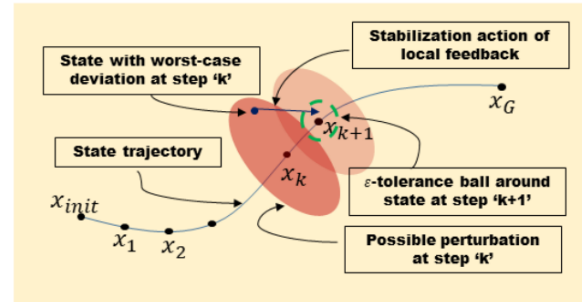 State with worst-case
deviation at step ‘k’
Stabilization action of
local feedback
x_G
x_{k+1}
State trajectory
x_k
ε-tolerance ball around
state at step ‘k+1’
x_{init}
x_1
x_2
Possible perturbation
at step ‘k’